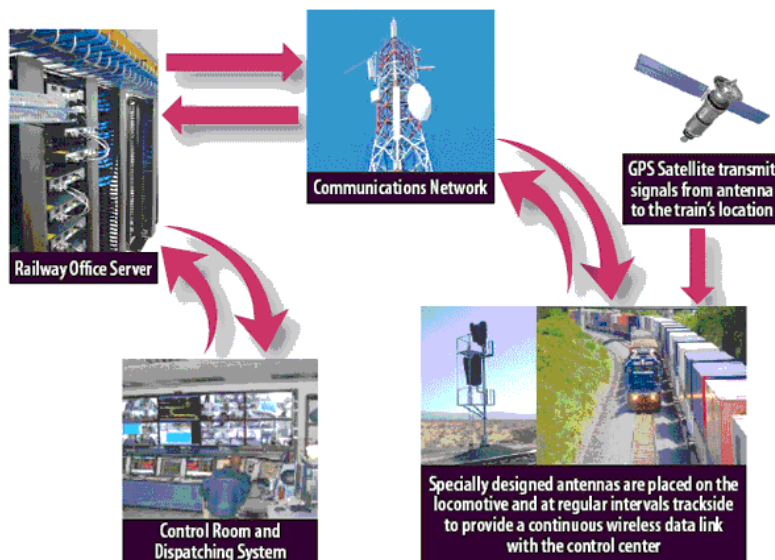 Communications Network
GPS Satellite transmit
signals from antenna
to the train's location
Railway Office Server
Specially designed antennas are placed on the
locomotive and at regular intervals trackside
to provide a continuous wireless data link
with the control center
Control Room and
Dispatching System